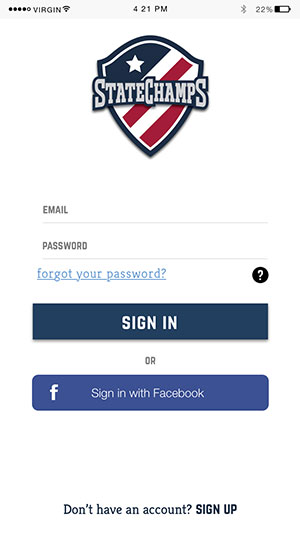 VIRGIN 4 21 PM 22%
STATECHAMPS
EMAIL
PASSWORD
forgot your password? ?
SIGN IN
OR
f Sign in with Facebook
Don't have an account? SIGN UP